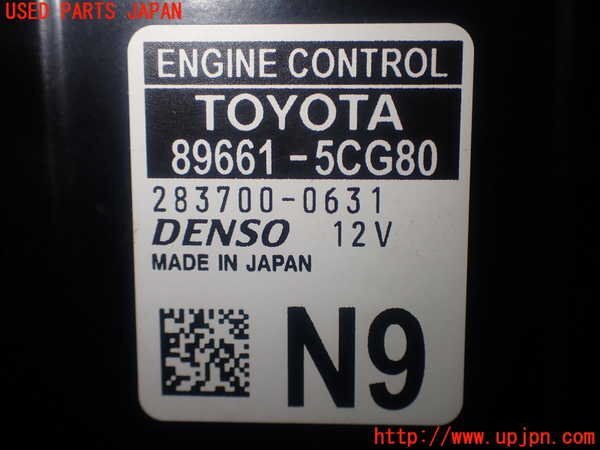 USED PARTS JAPAN
ENGINE CONTROL
TOYOTA
89661-5CG80
283700-0631
DENSO 12V
MADE IN JAPAN
N9
http://www.upjpn.com/